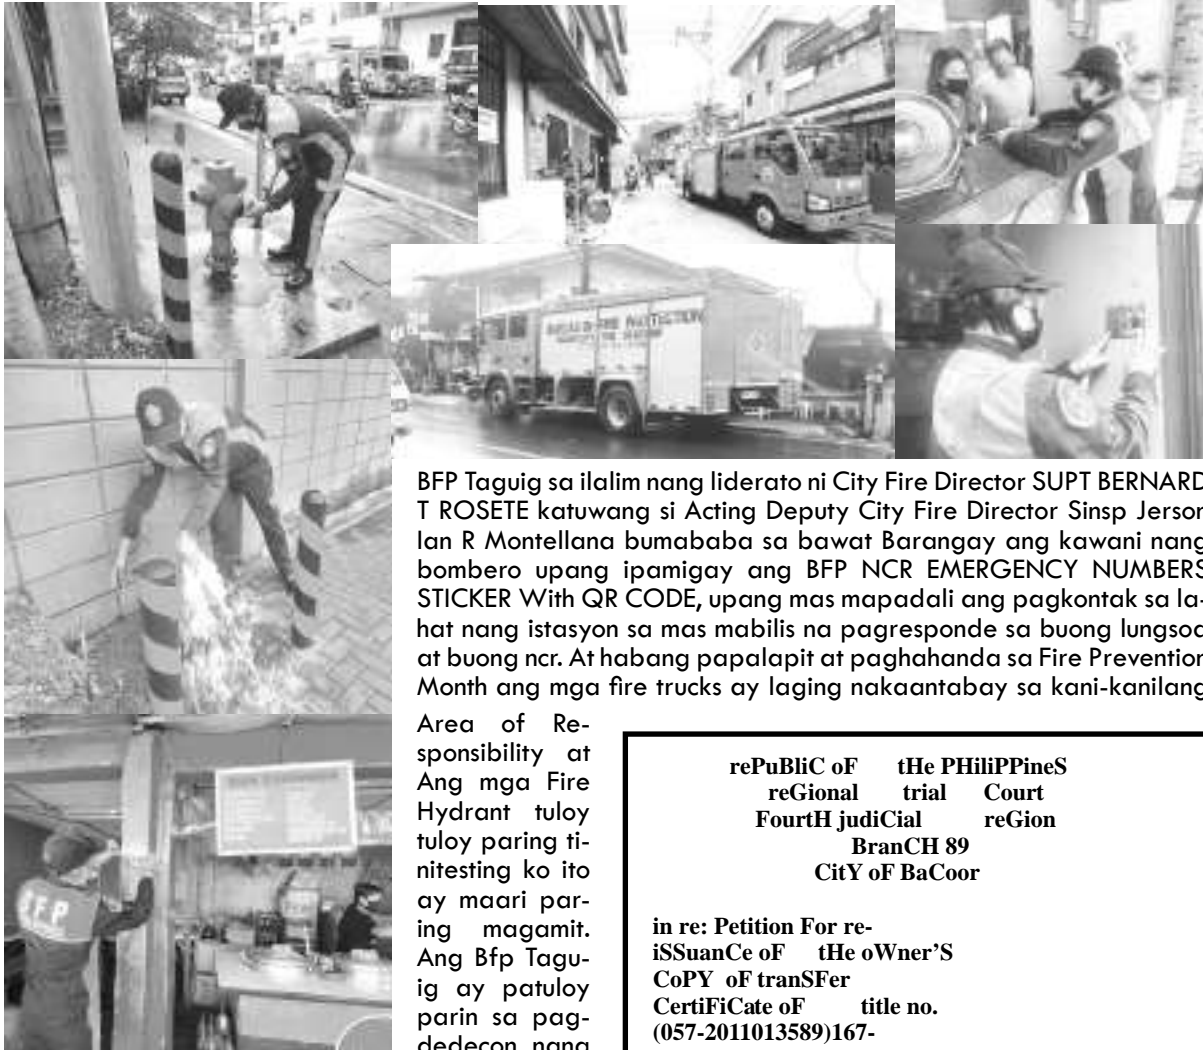 BUREAU OF FIRE PROTECTION
B.F.P
BFP Taguig sa ilalim nang liderato ni City Fire Director SUPT BERNARD
T ROSETE katuwang si Acting Deputy City Fire Director Sinsp Jerson
Ian R Montellana bumababa sa bawat Barangay ang kawani nang
bombero upang ipamigay ang BFP NCR EMERGENCY NUMBERS
STICKER With QR CODE, upang mas mapadali ang pagkontak sa la-
hat nang istasyon sa mas mabilis na pagresponde sa buong lungsod
at buong ncr. At habang papalapit at paghahanda sa Fire Prevention
Month ang mga fire trucks ay laging nakaantabay sa kani-kanilang
Area of Re-
sponsibility at
Ang mga Fire
Hydrant tuloy
tuloy paring ti-
nitesting ko ito
ay maari par-
ing magamit.
Ang Bfp Tagu-
ig ay patuloy
parin sa pag-
dedecon nang
rePuBliC oF tHe PHiliPPineS
reGional trial Court
FourtH judiCial reGion
BranCH 89
CitY oF BaCoor
in re: Petition For re-
iSSuanCe oF tHe oWner'S
CoPY oF tranSFer
CertiFiCate oF title no.
(057-2011013589)167-